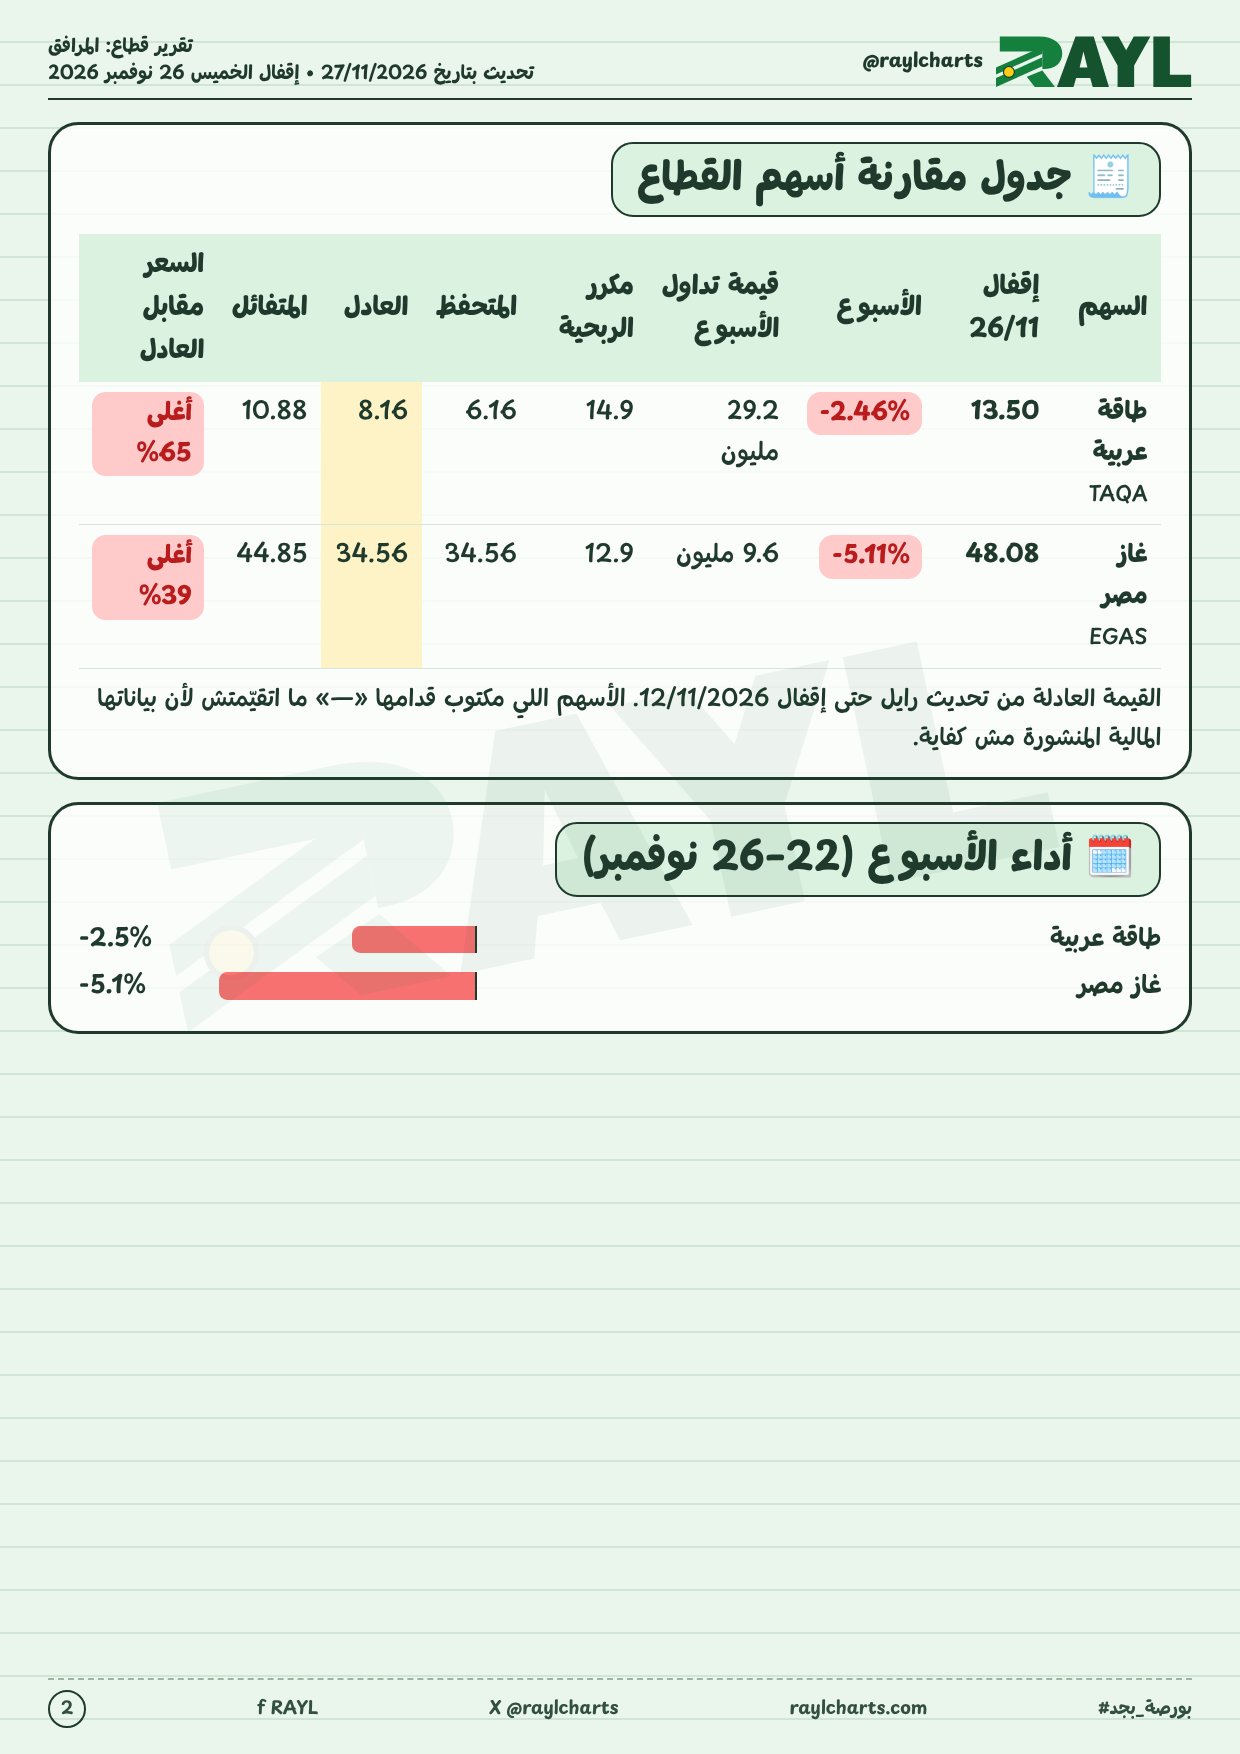 RAYL @raylcharts
تقرير قطاع: المرافق
تحديث بتاريخ 27/11/2026 • إقفال الخميس 26 نوفمبر 2026
جدول مقارنة أسهم القطاع
السهم | إقفال 26/11 | الأسبوع | قيمة تداول الأسبوع | مكرر الربحية | المتحفظ | العادل | المتفائل | السعر مقابل العادل
طاقة عربية TAQA | 13.50 | -2.46% | 29.2 مليون | 14.9 | 6.16 | 8.16 | 10.88 | أغلى 65%
غاز مصر EGAS | 48.08 | -5.11% | 9.6 مليون | 12.9 | 34.56 | 34.56 | 44.85 | أغلى 39%
القيمة العادلة من تحديث رايل حتى إقفال 12/11/2026. الأسهم اللي مكتوب قدامها «—» ما اتقيّمتش لأن بياناتها
المالية المنشورة مش كفاية.
أداء الأسبوع (22–26 نوفمبر)
طاقة عربية -2.5%
غاز مصر -5.1%
RAYL
#بورصة_بجد raylcharts.com X @raylcharts f RAYL 2